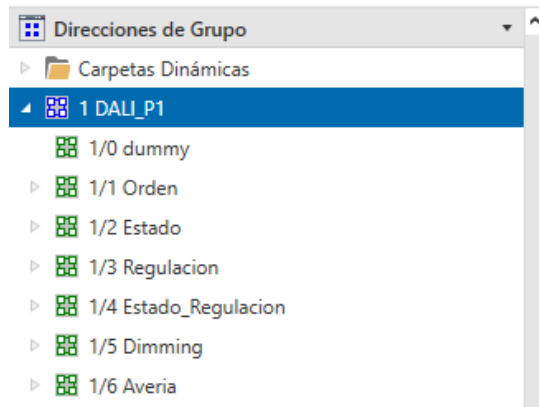 Direcciones de Grupo
Carpetas Dinámicas
1 DALI_P1
1/0 dummy
1/1 Orden
1/2 Estado
1/3 Regulacion
1/4 Estado_Regulacion
1/5 Dimming
1/6 Averia